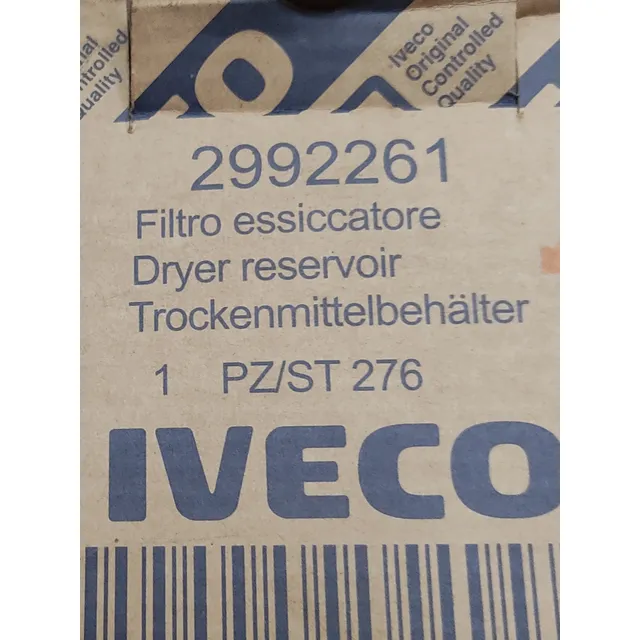 Iveco
Original
Controlled
Quality
2992261
Filtro essiccatore
Dryer reservoir
Trockenmittelbehälter
1 PZ/ST 276
IVECO